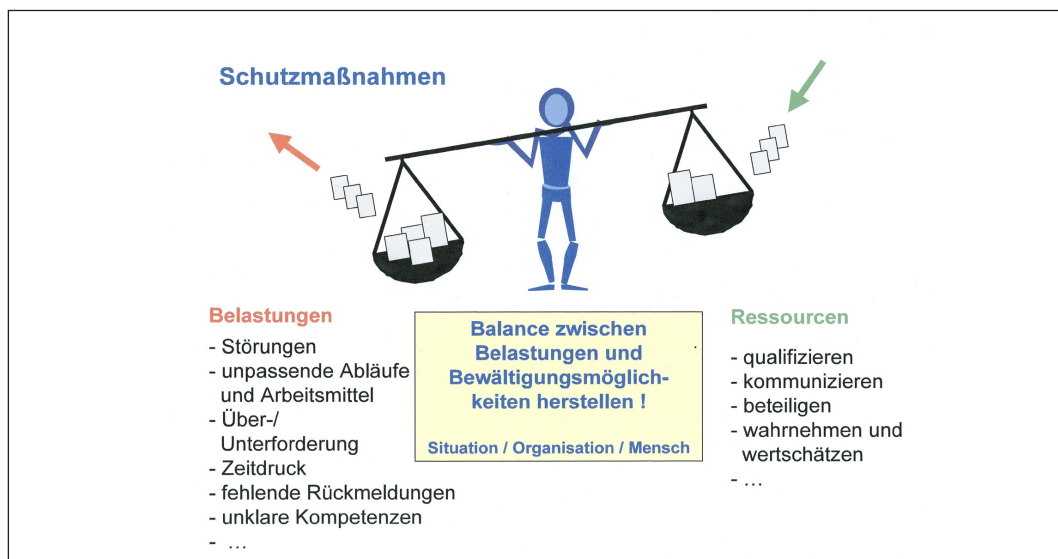 Schutzmaßnahmen
Belastungen
- Störungen
- unpassende Abläufe
und Arbeitsmittel
- Über-/
Unterforderung
- Zeitdruck
- fehlende Rückmeldungen
- unklare Kompetenzen
- ...
Balance zwischen
Belastungen und
Bewältigungsmöglich-
keiten herstellen !
Situation / Organisation / Mensch
Ressourcen
- qualifizieren
- kommunizieren
- beteiligen
- wahrnehmen und
wertschätzen
- ...